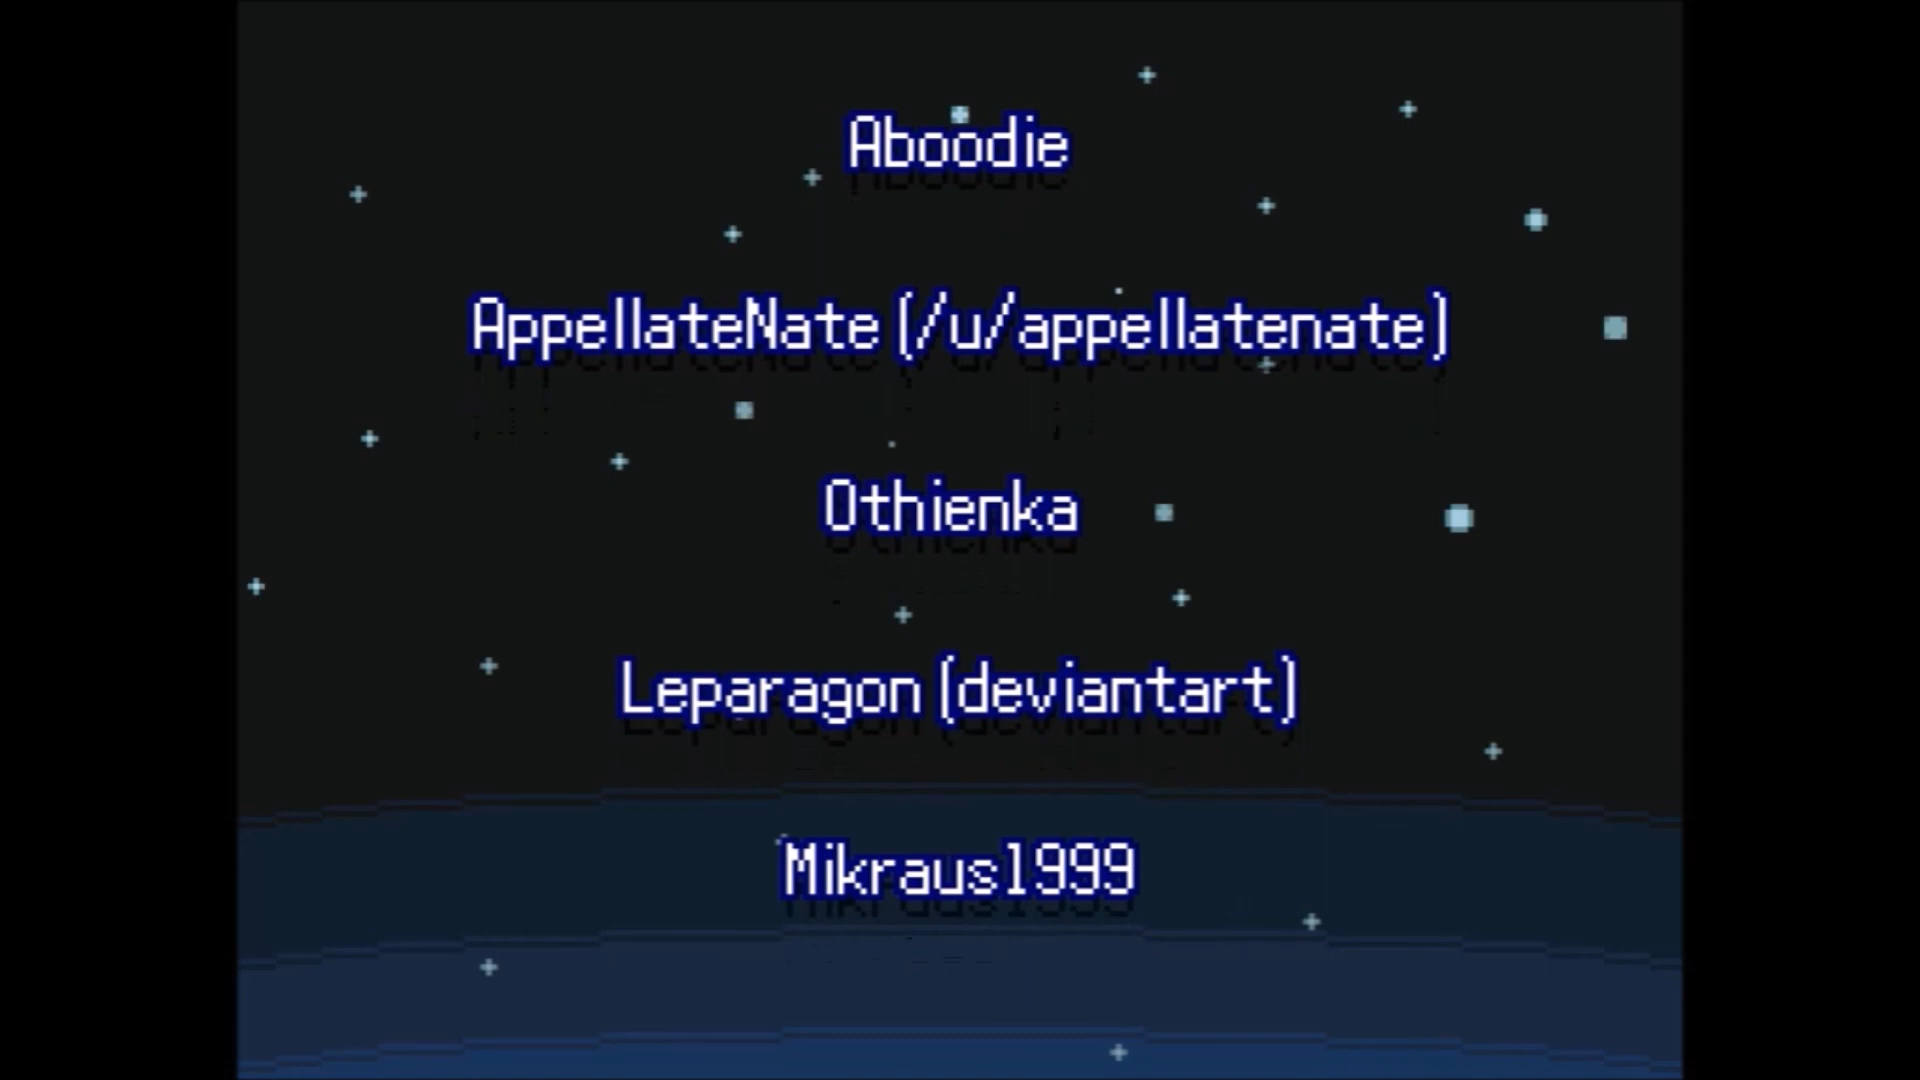 Aboodie
AppellateNate (/u/appellatenate)
Othienka
Leparagon (deviantart)
Mikraus1999